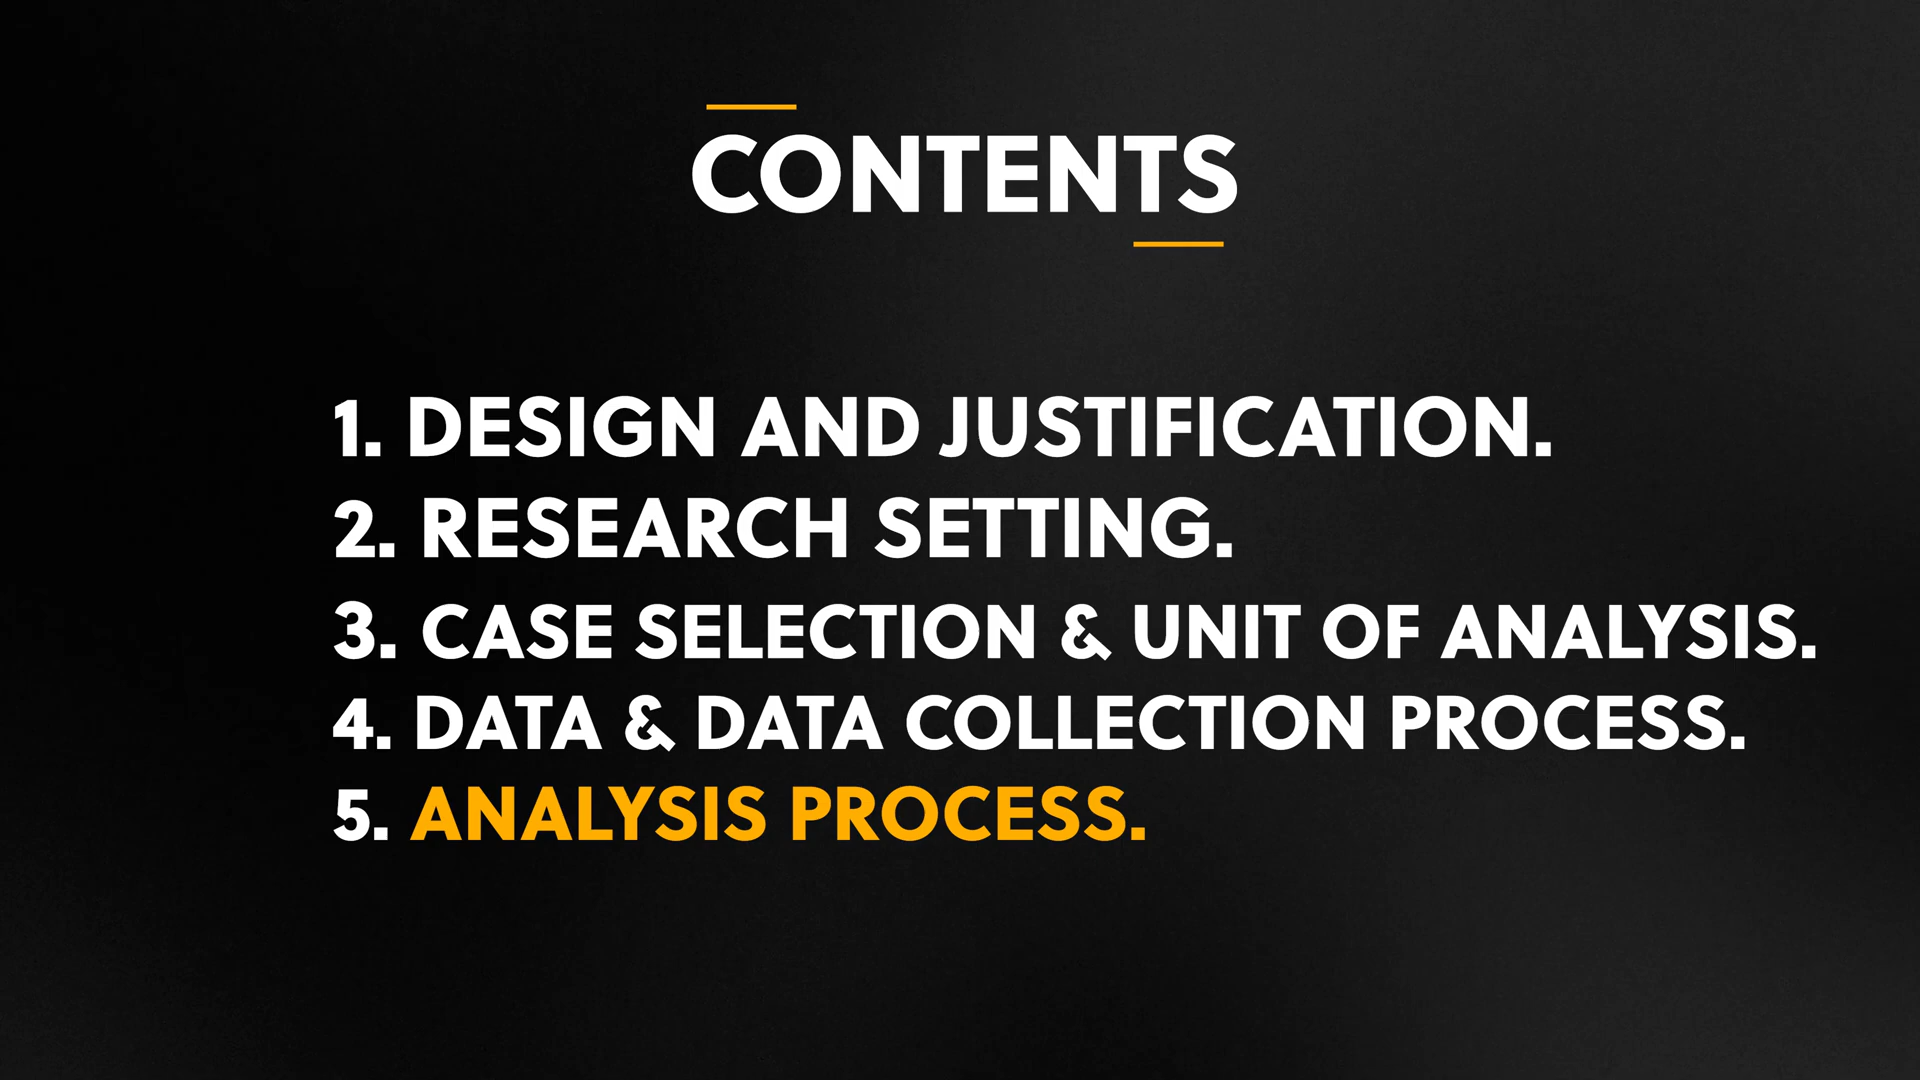 CONTENTS
1. DESIGN AND JUSTIFICATION.
2. RESEARCH SETTING.
3. CASE SELECTION & UNIT OF ANALYSIS.
4. DATA & DATA COLLECTION PROCESS.
5. ANALYSIS PROCESS.